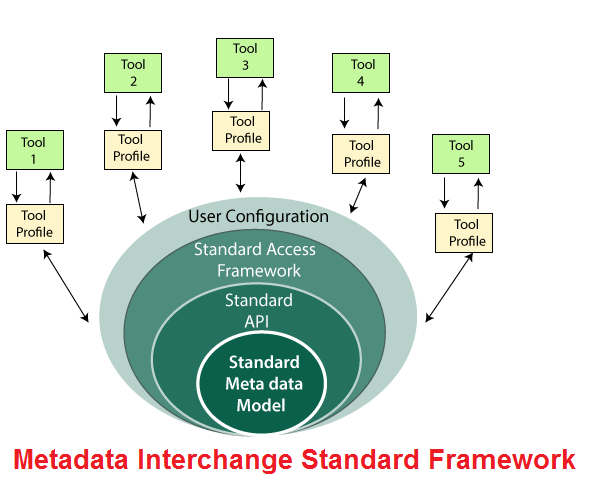 Tool
1
Tool
Profile
Tool
2
Tool
Profile
Tool
3
Tool
Profile
Tool
4
Tool
Profile
Tool
5
Tool
Profile
User Configuration
Standard Access
Framework
Standard
API
Standard
Meta data
Model
Metadata Interchange Standard Framework